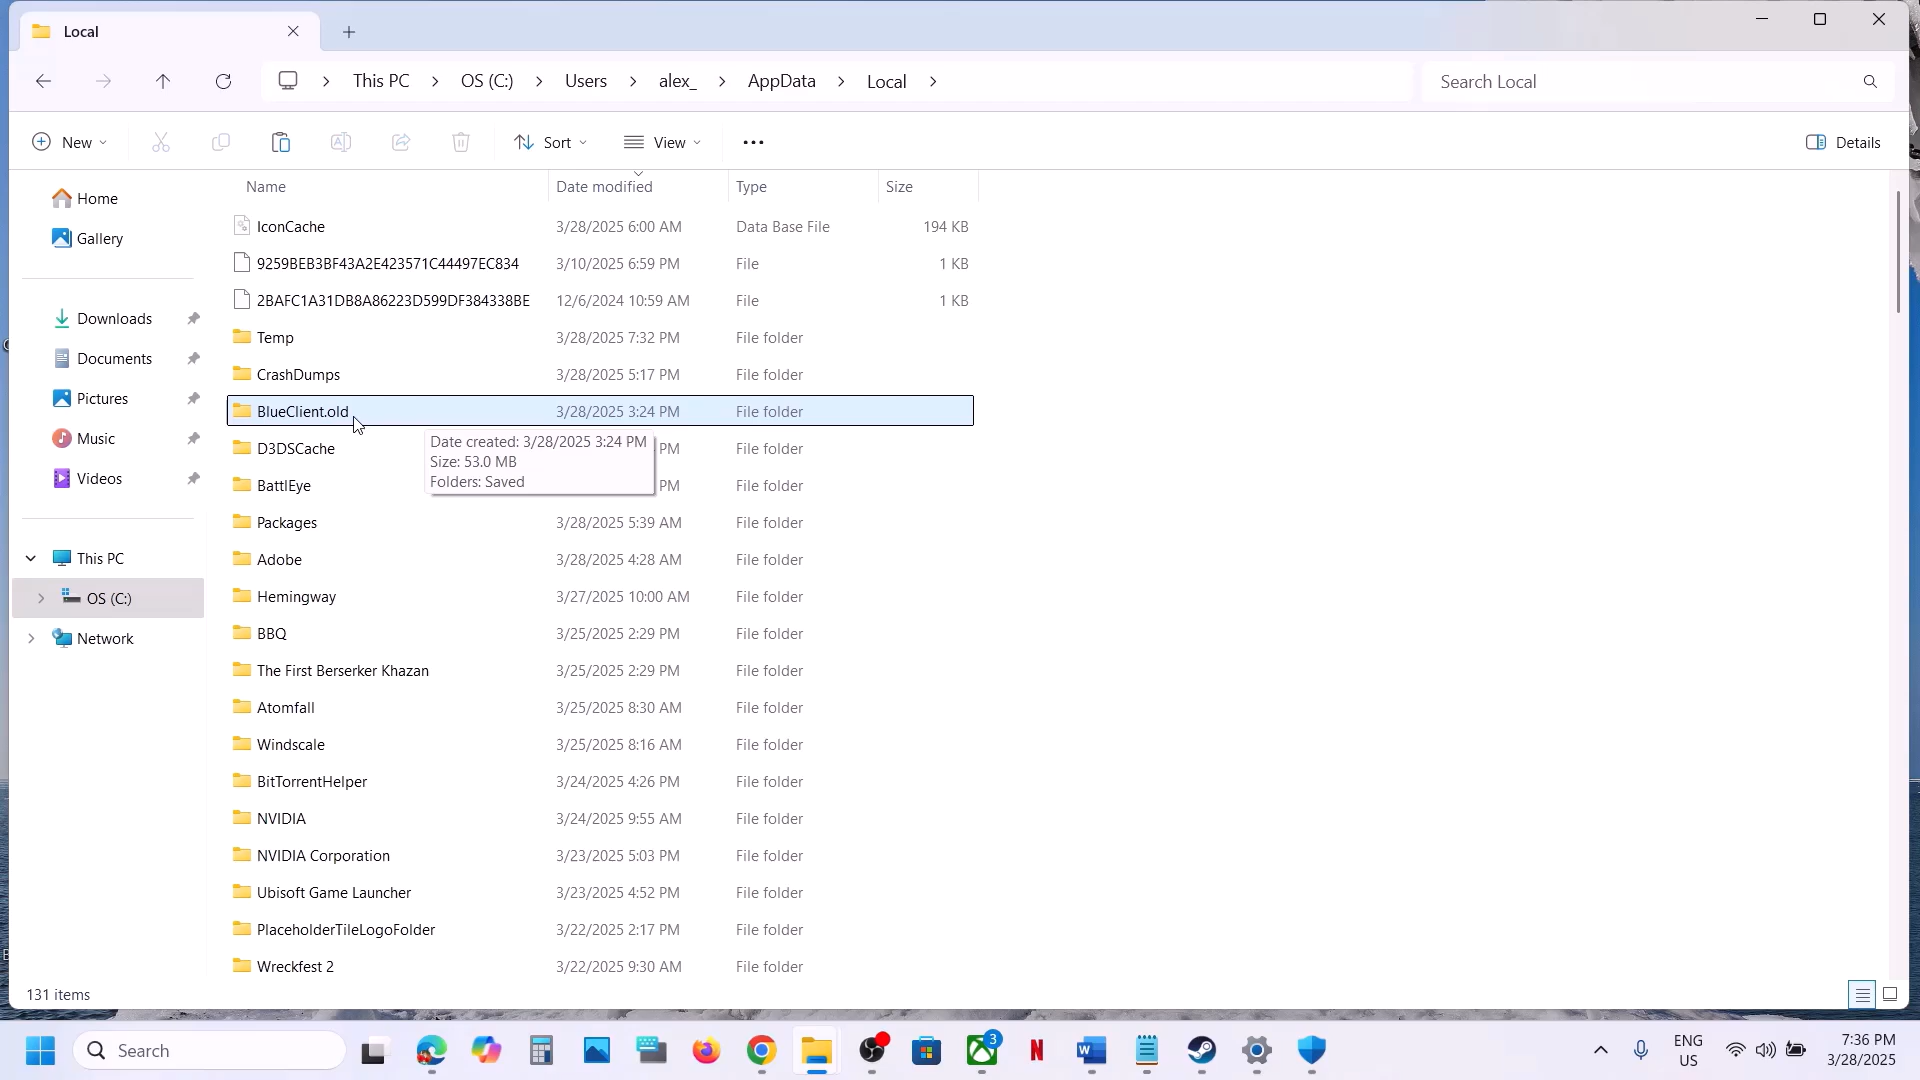 Local
This PC
OS (C:)
Users
alex_
AppData
Local
Search Local
New
Sort
View
Details
Name Date modified Type Size
Home
Gallery
Downloads
Documents
Pictures
Music
Videos
This PC
OS (C:)
Network
IconCache 3/28/2025 6:00 AM Data Base File 194 KB
9259BEB3BF43A2E423571C44497EC834 3/10/2025 6:59 PM File 1 KB
2BAFC1A31DB8A86223D599DF384338BE 12/6/2024 10:59 AM File 1 KB
Temp 3/28/2025 7:32 PM File folder
CrashDumps 3/28/2025 5:17 PM File folder
BlueClient.old 3/28/2025 3:24 PM File folder
Date created: 3/28/2025 3:24 PM
Size: 53.0 MB
Folders: Saved
D3DSCache PM File folder
BattlEye PM File folder
Packages 3/28/2025 5:39 AM File folder
Adobe 3/28/2025 4:28 AM File folder
Hemingway 3/27/2025 10:00 AM File folder
BBQ 3/25/2025 2:29 PM File folder
The First Berserker Khazan 3/25/2025 2:29 PM File folder
Atomfall 3/25/2025 8:30 AM File folder
Windscale 3/25/2025 8:16 AM File folder
BitTorrentHelper 3/24/2025 4:26 PM File folder
NVIDIA 3/24/2025 9:55 AM File folder
NVIDIA Corporation 3/23/2025 5:03 PM File folder
Ubisoft Game Launcher 3/23/2025 4:52 PM File folder
PlaceholderTileLogoFolder 3/22/2025 2:17 PM File folder
Wreckfest 2 3/22/2025 9:30 AM File folder
131 items
Search
3
ENG
US
7:36 PM
3/28/2025